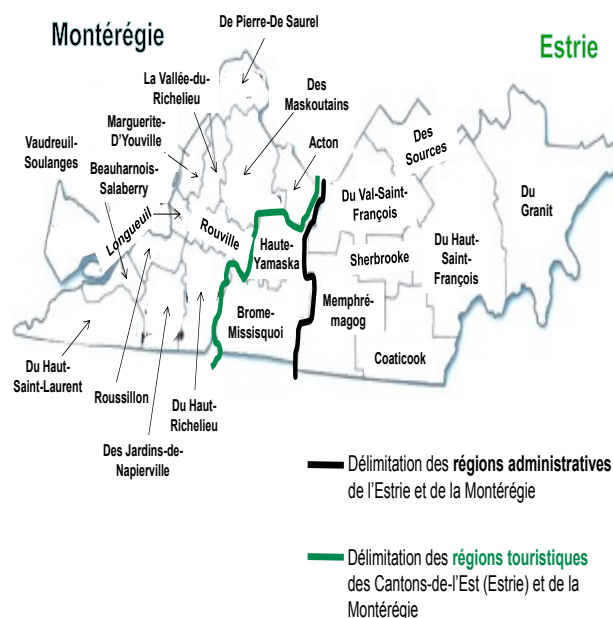 De Pierre-De Saurel
Montérégie
Estrie
La Vallée-du-
Richelieu
Des
Maskoutains
Marguerite-
D'Youville
Acton
Des
Sources
Vaudreuil-
Soulanges
Beauharnois-
Salaberry
Du Val-Saint-
François
Du
Granit
Longueuil
Rouville
Haute-
Yamaska
Sherbrooke
Du Haut-
Saint-
François
Brome-
Missisquoi
Memphré-
magog
Coaticook
Du Haut-
Saint-Laurent
Roussillon
Du Haut-
Richelieu
Des Jardins-de-
Napierville
Délimitation des régions administratives
de l'Estrie et de la Montérégie
Délimitation des régions touristiques
des Cantons-de-l'Est (Estrie) et de la
Montérégie